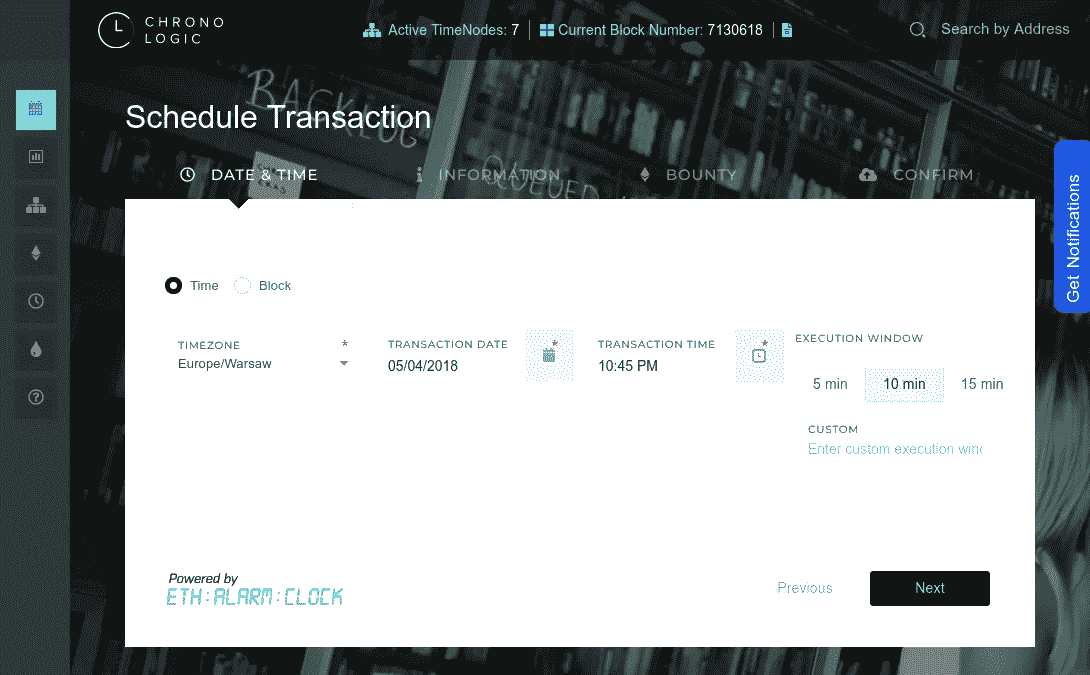 CHRONO
LOGIC
Active TimeNodes: 7
Current Block Number: 7130618
Search by Address
BACKLOG
Schedule Transaction
QUEUED
DATE & TIME
INFORMATION
BOUNTY
CONFIRM
Get Notifications
Time
Block
TIMEZONE *
Europe/Warsaw
TRANSACTION DATE *
05/04/2018
TRANSACTION TIME *
10:45 PM
EXECUTION WINDOW
5 min
10 min
15 min
CUSTOM
Enter custom execution win
Powered by
ETH:ALARM:CLOCK
Previous
Next